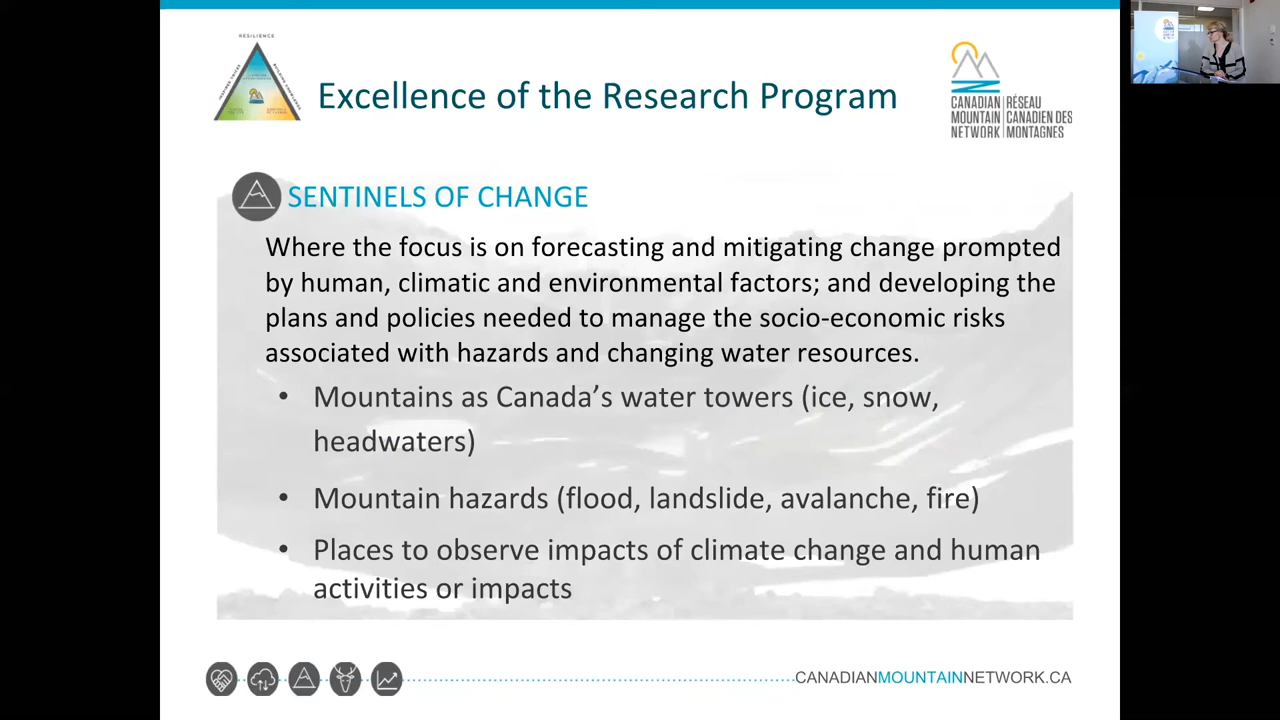 RESILIENCE
Excellence of the Research Program
CANADIAN
MOUNTAIN
NETWORK
RÉSEAU
CANADIEN DES
MONTAGNES
SENTINELS OF CHANGE
Where the focus is on forecasting and mitigating change prompted
by human, climatic and environmental factors; and developing the
plans and policies needed to manage the socio-economic risks
associated with hazards and changing water resources.
• Mountains as Canada’s water towers (ice, snow,
headwaters)
• Mountain hazards (flood, landslide, avalanche, fire)
• Places to observe impacts of climate change and human
activities or impacts
CANADIANMOUNTAINNETWORK.CA